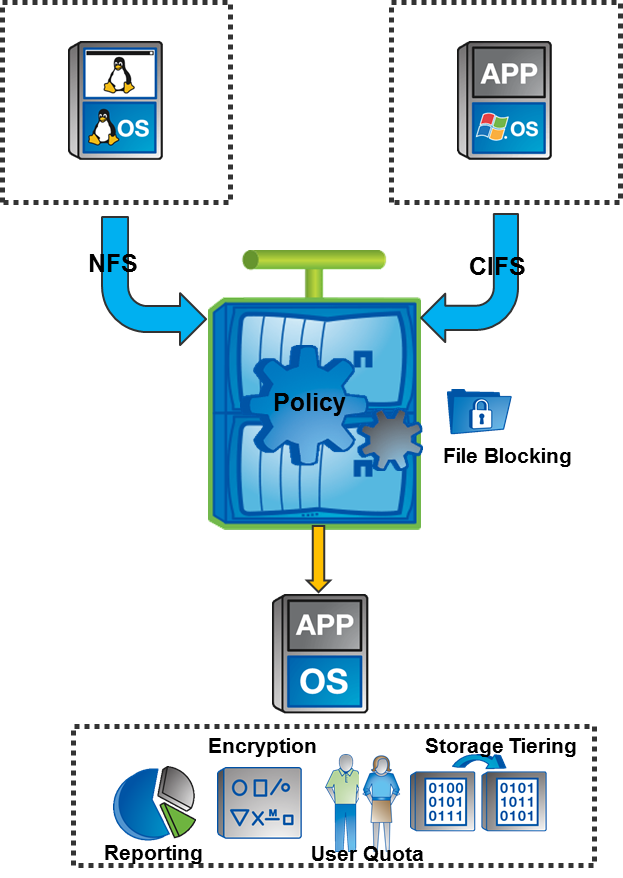 OS
APP
OS
NFS
CIFS
Policy
File Blocking
APP
OS
Encryption
Storage Tiering
0100
0101
0111
0101
1011
0101
Reporting
User Quota